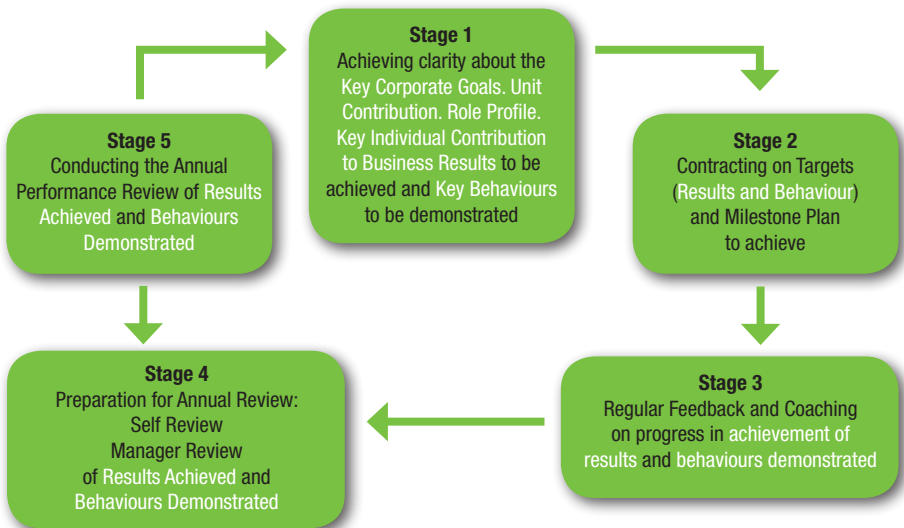 Stage 1
Achieving clarity about the
Key Corporate Goals. Unit
Contribution. Role Profile.
Key Individual Contribution
to Business Results to be
achieved and Key Behaviours
to be demonstrated
Stage 2
Contracting on Targets
(Results and Behaviour)
and Milestone Plan
to achieve
Stage 3
Regular Feedback and Coaching
on progress in achievement of
results and behaviours demonstrated
Stage 4
Preparation for Annual Review:
Self Review
Manager Review
of Results Achieved and
Behaviours Demonstrated
Stage 5
Conducting the Annual
Performance Review of Results
Achieved and Behaviours
Demonstrated